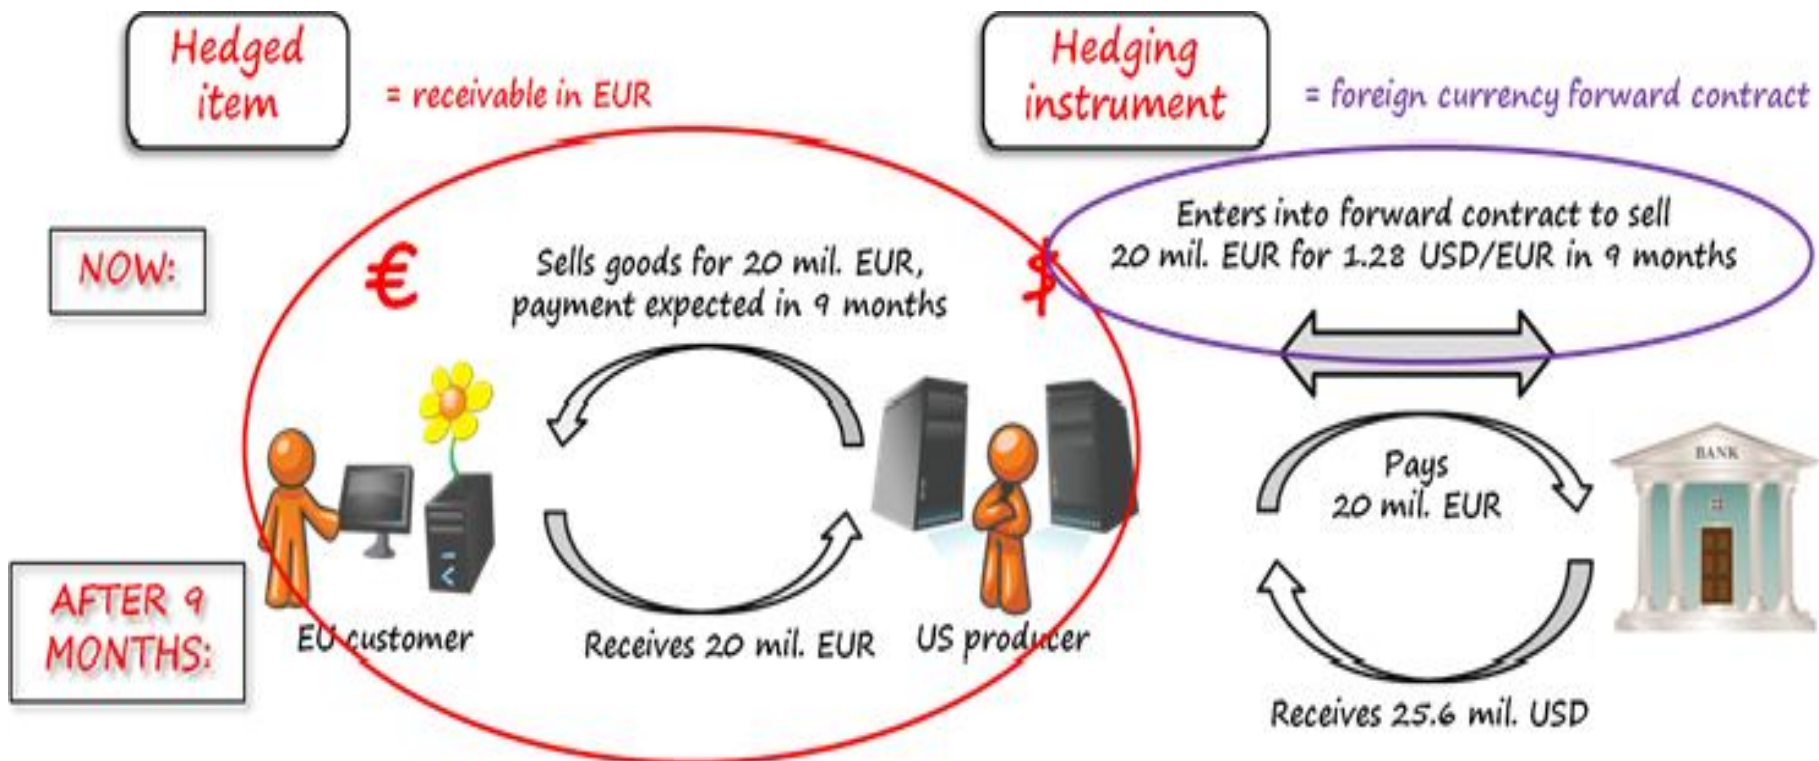 Hedged
item
= receivable in EUR
Hedging
instrument
= foreign currency forward contract
NOW:
€
Sells goods for 20 mil. EUR,
payment expected in 9 months
$
Enters into forward contract to sell
20 mil. EUR for 1.28 USD/EUR in 9 months
Pays
20 mil. EUR
BANK
AFTER 9
MONTHS:
EU customer
Receives 20 mil. EUR
US producer
Receives 25.6 mil. USD